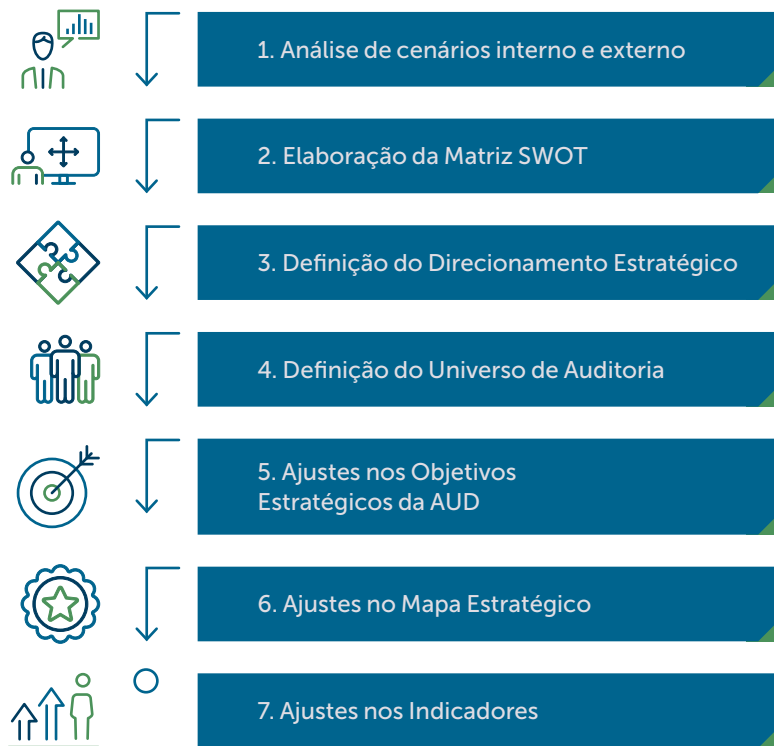 1. Análise de cenários interno e externo
2. Elaboração da Matriz SWOT
3. Definição do Direcionamento Estratégico
4. Definição do Universo de Auditoria
5. Ajustes nos Objetivos
Estratégicos da AUD
6. Ajustes no Mapa Estratégico
7. Ajustes nos Indicadores